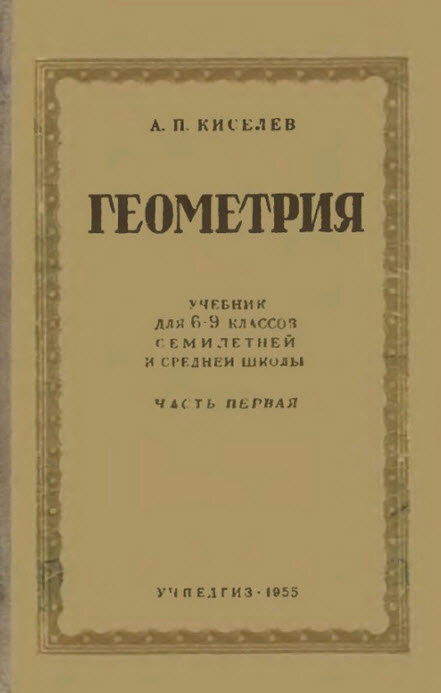 А. П. КИСЕЛЕВ
ГЕОМЕТРИЯ
УЧЕБНИК
ДЛЯ 6-9 КЛАССОВ
СЕМИЛЕТНЕЙ
И СРЕДНЕЙ ШКОЛЫ
ЧАСТЬ ПЕРВАЯ
УЧПЕДГИЗ · 1955